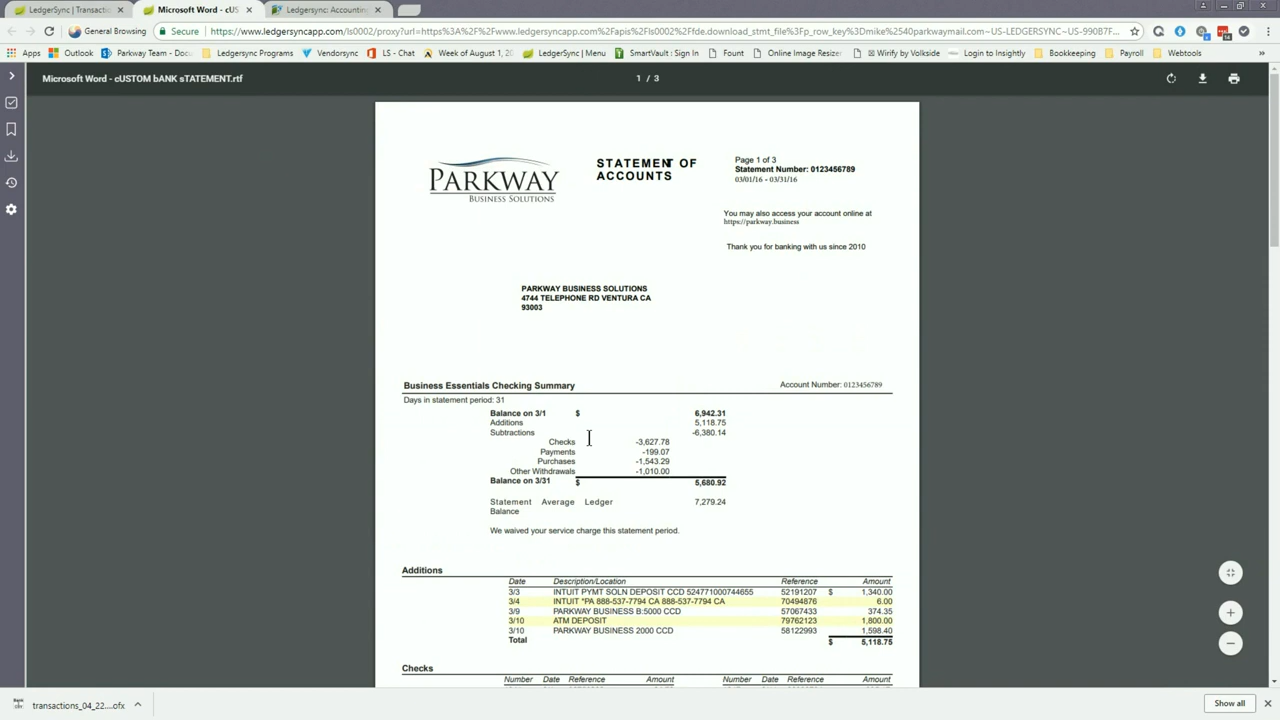 LedgerSync | Transactio
Microsoft Word - cUS
Ledgersync: Accounting
General Browsing
Secure
https://www.ledgersyncapp.com/ls0002/proxy?url=https%3A%2F%2Fwww.ledgersyncapp.com%2Fapis%2Fls0002%2Ffde.download_stmt_file%3Fp_row_key%3Dmike%2540parkwaymail.com~US-LEDGERSYNC~US-990B7F...
Apps
Outlook
Parkway Team - Doc
Ledgersync Programs
Vendorsync
LS - Chat
Week of August 1, 20
LedgerSync | Menu
SmartVault : Sign In
Fount
Online Image Resizer
Wirify by Volkside
Login to Insightly
Bookkeeping
Payroll
Webtools
Microsoft Word - cUSTOM bANK sTATEMENT.rtf
1 / 3
PARKWAY
BUSINESS SOLUTIONS
STATEMENT OF
ACCOUNTS
Page 1 of 3
Statement Number: 0123456789
03/01/16 - 03/31/16
You may also access your account online at
https://parkway.business
Thank you for banking with us since 2010
PARKWAY BUSINESS SOLUTIONS
4744 TELEPHONE RD VENTURA CA
93003
Business Essentials Checking Summary
Account Number: 0123456789
Days in statement period: 31
Balance on 3/1 $ 6,942.31
Additions 5,118.75
Subtractions -6,380.14
Checks -3,627.78
Payments -199.07
Purchases -1,543.29
Other Withdrawals -1,010.00
Balance on 3/31 $ 5,680.92
Statement Average Ledger 7,279.24
Balance
We waived your service charge this statement period.
Additions
Date Description/Location Reference Amount
3/3 INTUIT PYMT SOLN DEPOSIT CCD 524771000744655 52191207 $ 1,340.00
3/4 INTUIT *PA 888-537-7794 CA 888-537-7794 CA 70494876 6.00
3/9 PARKWAY BUSINESS B:5000 CCD 57067433 374.35
3/10 ATM DEPOSIT 79762123 1,800.00
3/10 PARKWAY BUSINESS 2000 CCD 58122993 1,598.40
Total $ 5,118.75
Checks
Number Date Reference Amount Number Date Reference Amount
transactions_04_22....ofx
Show all